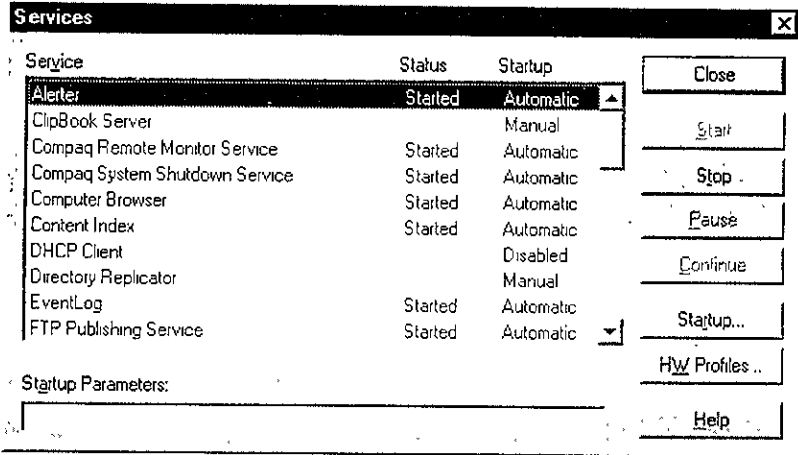 Services
Service Status Startup
Alerter Started Automatic
ClipBook Server Manual
Compaq Remote Monitor Service Started Automatic
Compaq System Shutdown Service Started Automatic
Computer Browser Started Automatic
Content Index Started Automatic
DHCP Client Disabled
Directory Replicator Manual
EventLog Started Automatic
FTP Publishing Service Started Automatic
Startup Parameters:
Close
Start
Stop
Pause
Continue
Startup...
HW Profiles ..
Help